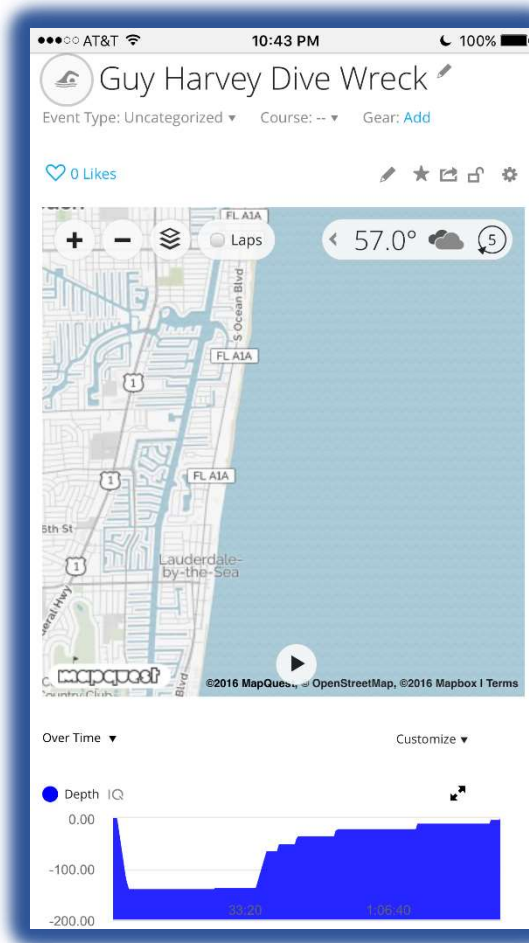 AT&T 10:43 PM 100%
Guy Harvey Dive Wreck
Event Type: Uncategorized Course: -- Gear: Add
0 Likes
FL A1A
+ − Laps 57.0° 5
S Ocean Blvd
FL A1A
1
FL A1A
1
5th St
1
Lauderdale-
by-the-Sea
mapquest
Blvd
Country Club
©2016 MapQuest, © OpenStreetMap, ©2016 Mapbox I Terms
Over Time Customize
Depth IQ
0.00
-100.00
33:20 1:06:40
-200.00